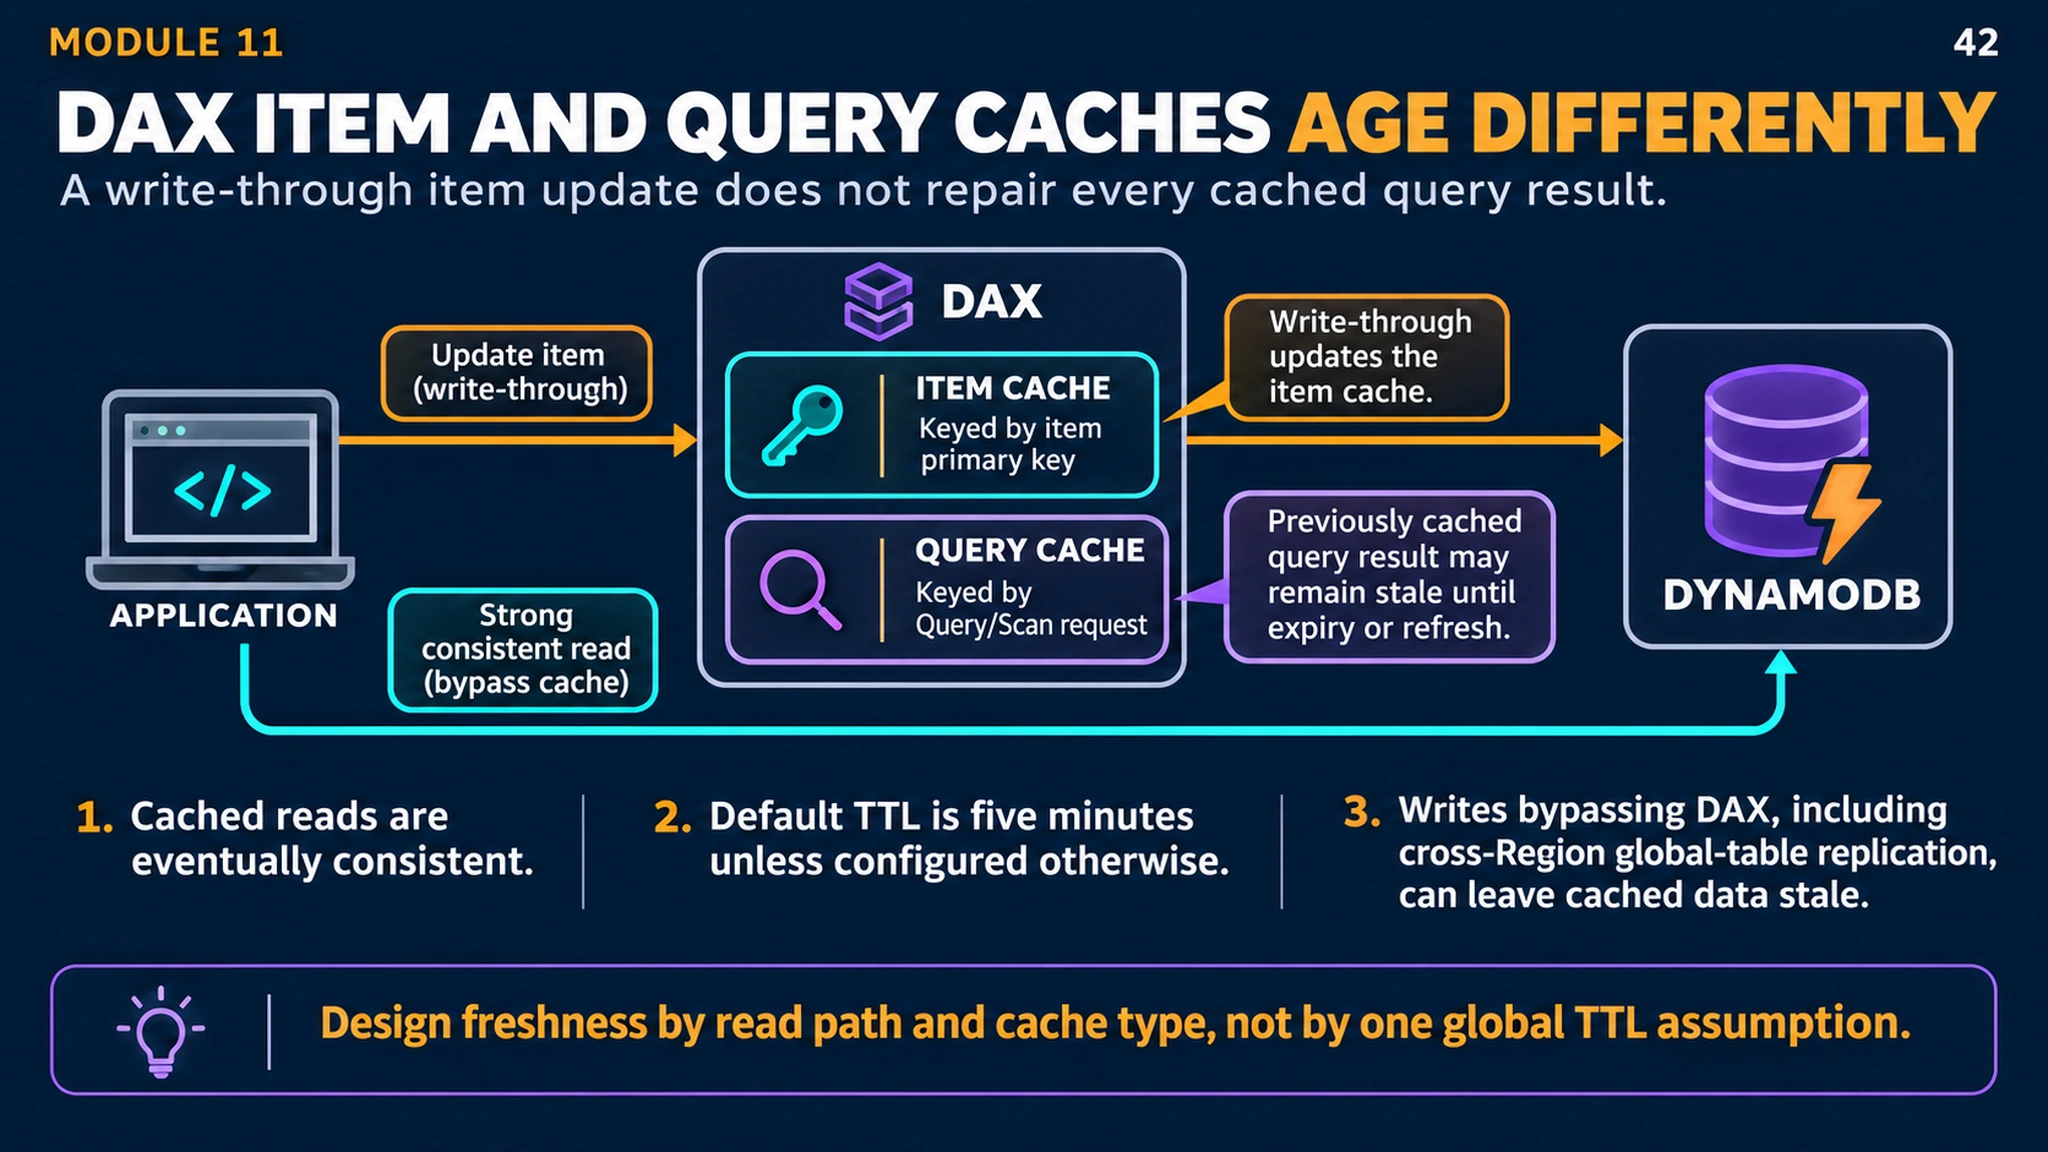 MODULE 11
42
DAX ITEM AND QUERY CACHES AGE DIFFERENTLY
A write-through item update does not repair every cached query result.
Update item
(write-through)
</>
APPLICATION
Strong
consistent read
(bypass cache)
DAX
ITEM CACHE
Keyed by item
primary key
QUERY CACHE
Keyed by
Query/Scan request
Write-through
updates the
item cache.
Previously cached
query result may
remain stale until
expiry or refresh.
DYNAMODB
1. Cached reads are
eventually consistent.
2. Default TTL is five minutes
unless configured otherwise.
3. Writes bypassing DAX, including
cross-Region global-table replication,
can leave cached data stale.
Design freshness by read path and cache type, not by one global TTL assumption.